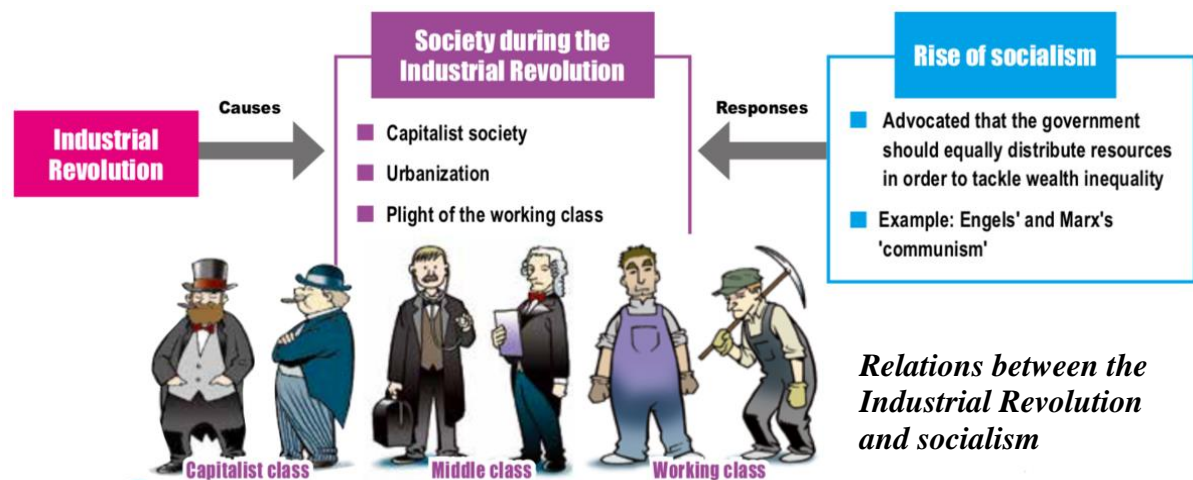 Industrial
Revolution
Causes
Society during the
Industrial Revolution
Capitalist society
Urbanization
Plight of the working class
Responses
Rise of socialism
Advocated that the government
should equally distribute resources
in order to tackle wealth inequality
Example: Engels' and Marx's
'communism'
Capitalist class
Middle class
Working class
Relations between the
Industrial Revolution
and socialism